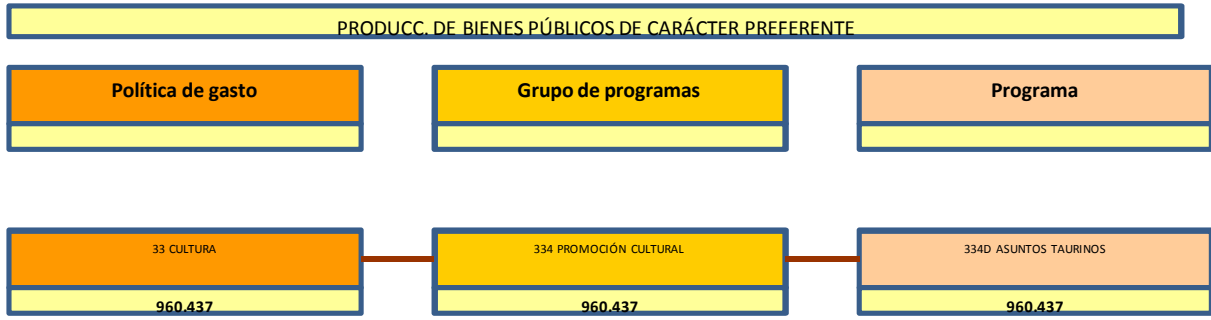 PRODUCC. DE BIENES PÚBLICOS DE CARÁCTER PREFERENTE
Política de gasto
Grupo de programas
Programa
33 CULTURA
334 PROMOCIÓN CULTURAL
334D ASUNTOS TAURINOS
960.437
960.437
960.437